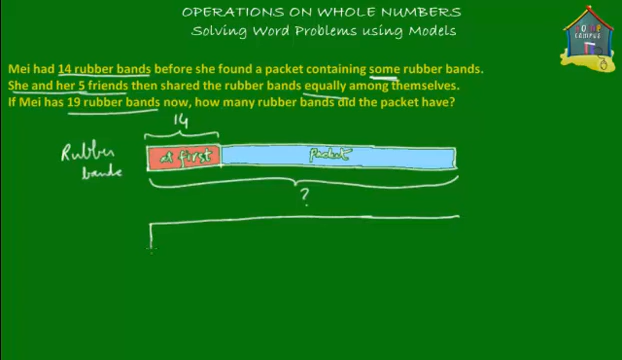 OPERATIONS ON WHOLE NUMBERS
Solving Word Problems using Models
HOME
CAMPUS
Mei had 14 rubber bands before she found a packet containing some rubber bands.
She and her 5 friends then shared the rubber bands equally among themselves.
If Mei has 19 rubber bands now, how many rubber bands did the packet have?
14
Rubber
bands
at first
packet
?